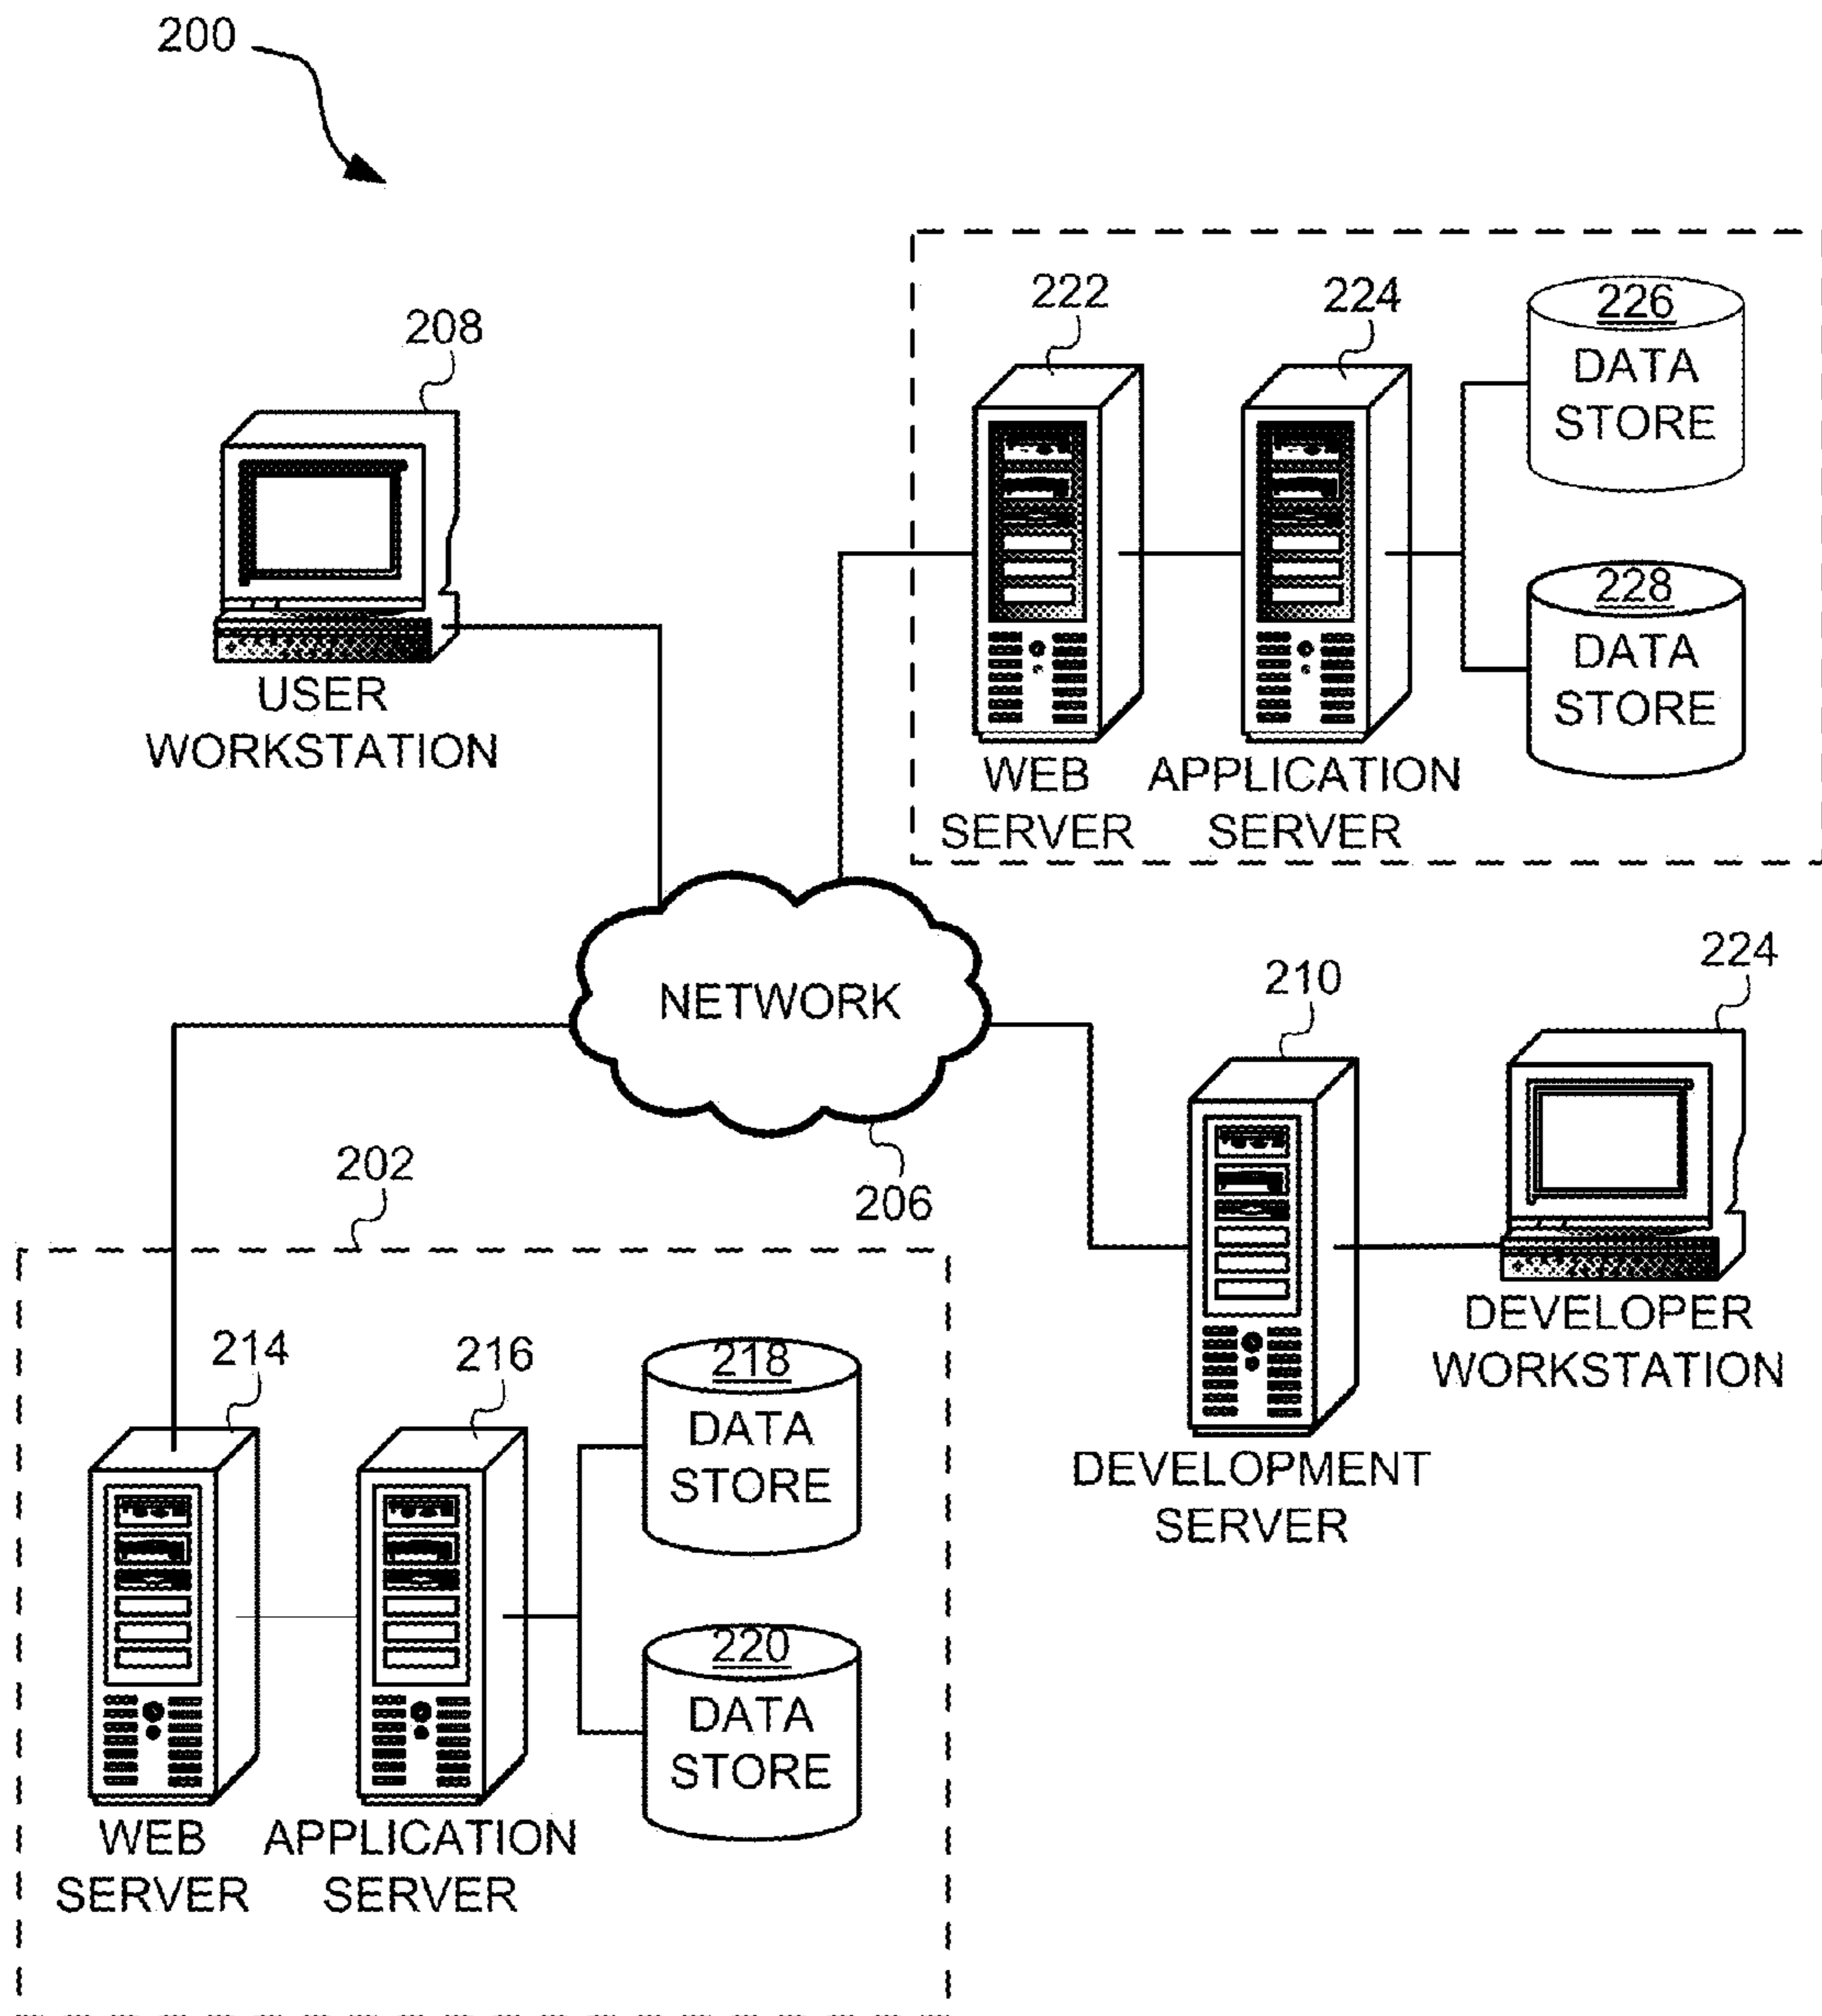 200
208
USER
WORKSTATION
222
224
226
DATA
STORE
228
DATA
STORE
WEB
SERVER
APPLICATION
SERVER
NETWORK
206
210
224
DEVELOPER
WORKSTATION
DEVELOPMENT
SERVER
202
214
216
218
DATA
STORE
220
DATA
STORE
WEB
SERVER
APPLICATION
SERVER